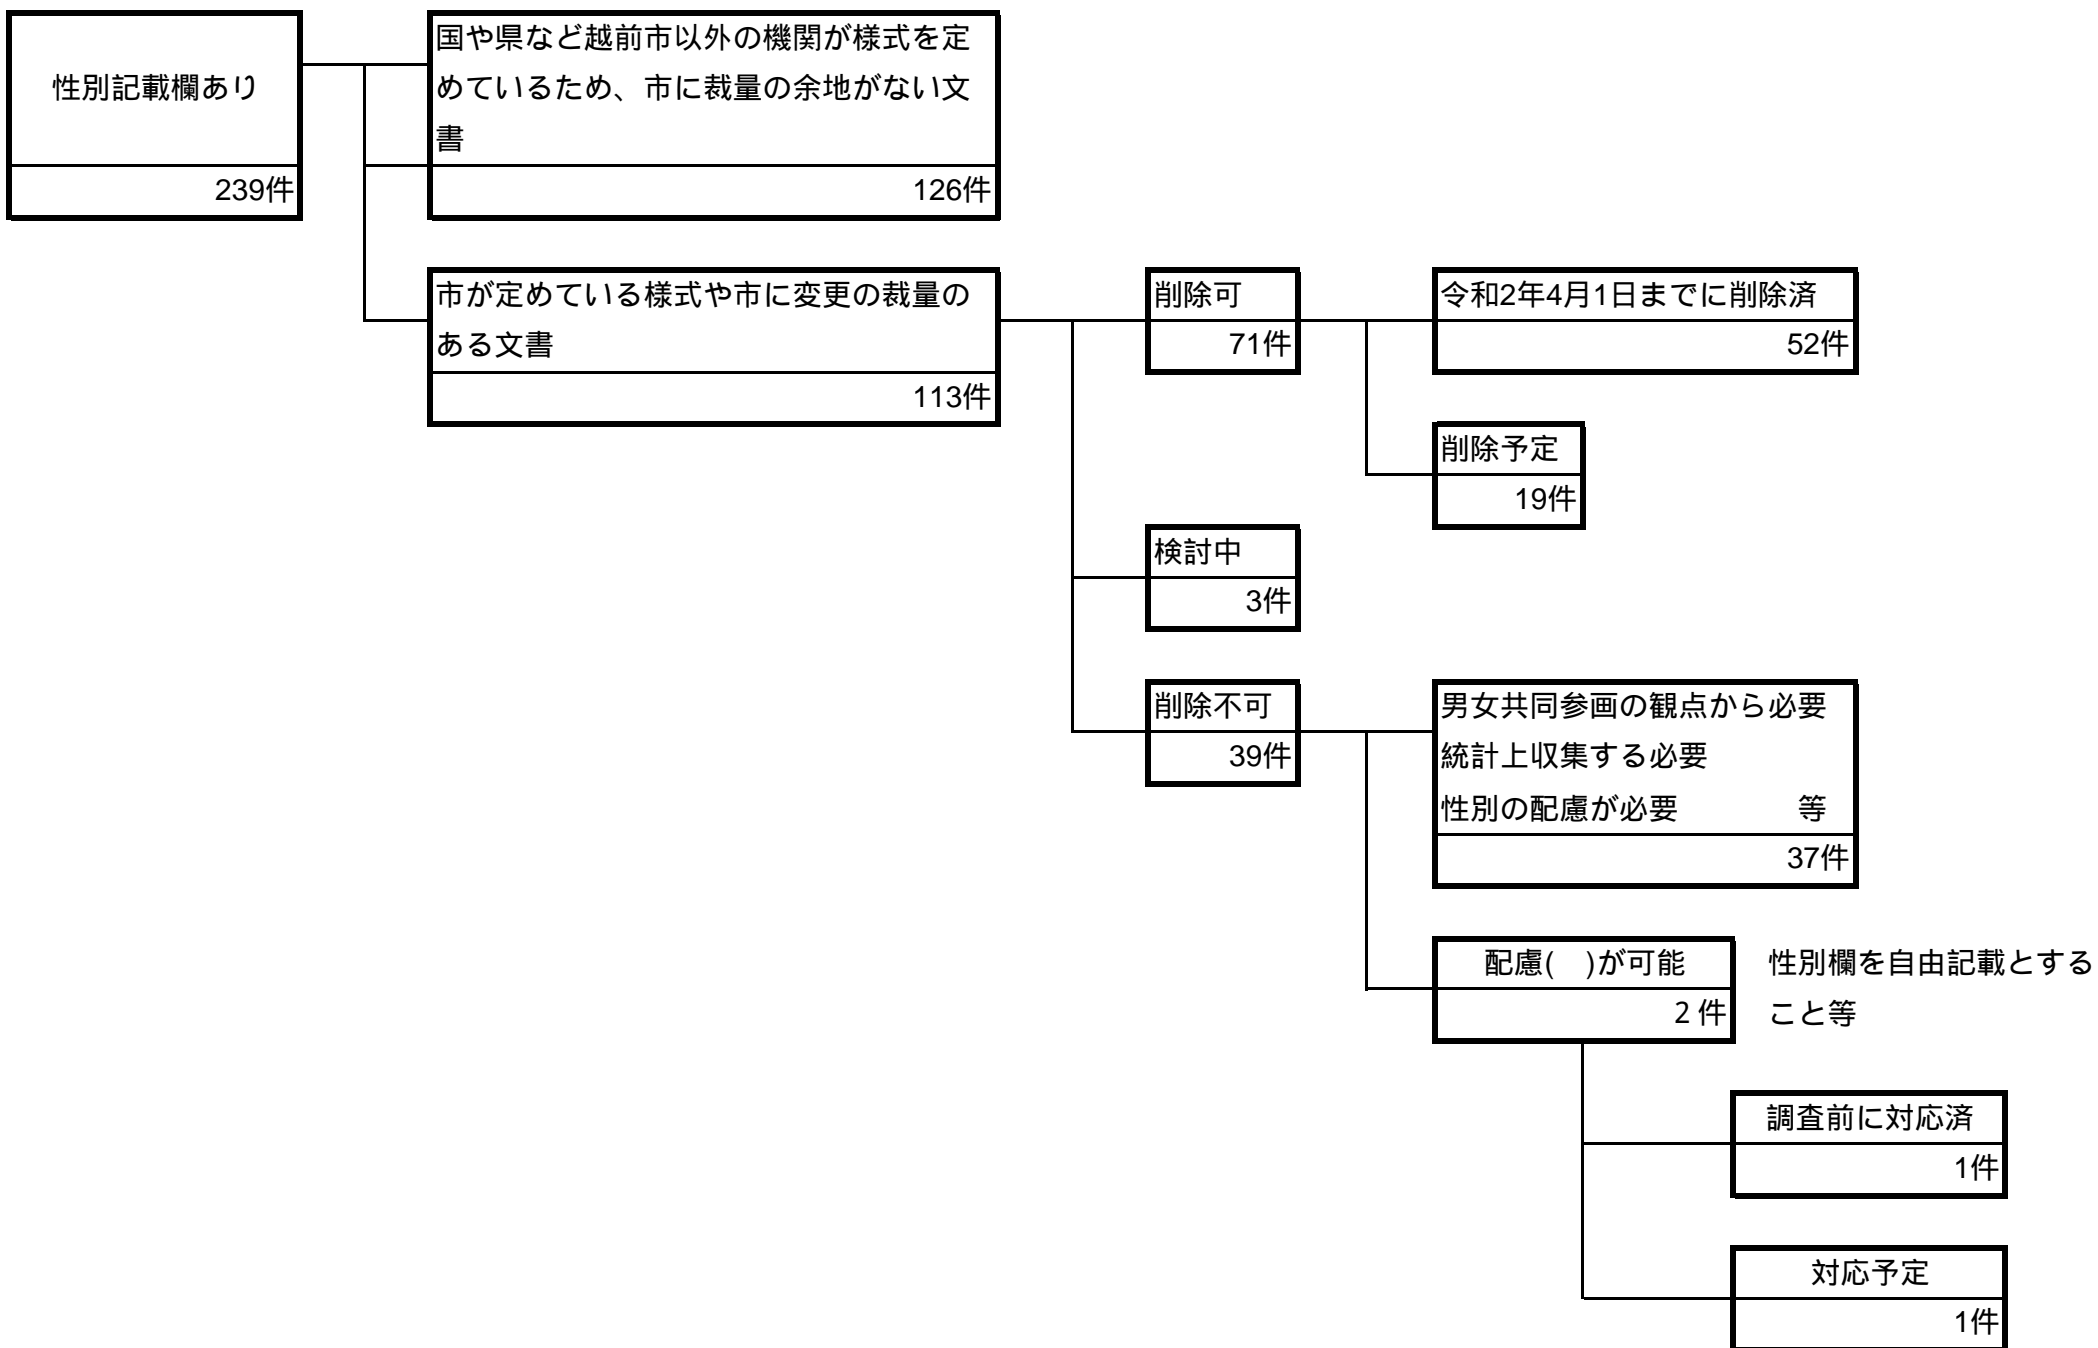 性別記載欄あり
239件
国や県など越前市以外の機関が様式を定
めているため、市に裁量の余地がない文
書
126件
市が定めている様式や市に変更の裁量の
ある文書
113件
削除可
71件
令和2年4月1日までに削除済
52件
削除予定
19件
検討中
3件
削除不可
39件
男女共同参画の観点から必要
統計上収集する必要
性別の配慮が必要　　　　等
37件
配慮(　)が可能
２件
性別欄を自由記載とする
こと等
調査前に対応済
1件
対応予定
1件